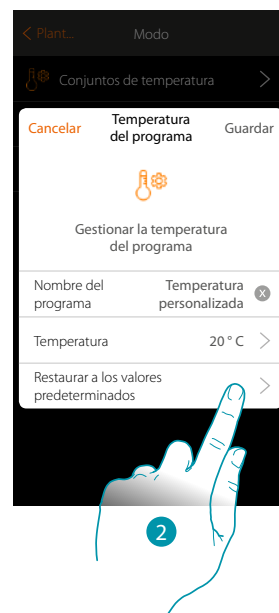 Plant... Modo
Conjuntos de temperatura
Cancelar Temperatura del programa Guardar
Gestionar la temperatura
del programa
Nombre del programa Temperatura personalizada X
Temperatura 20 ° C
Restaurar a los valores
predeterminados
2